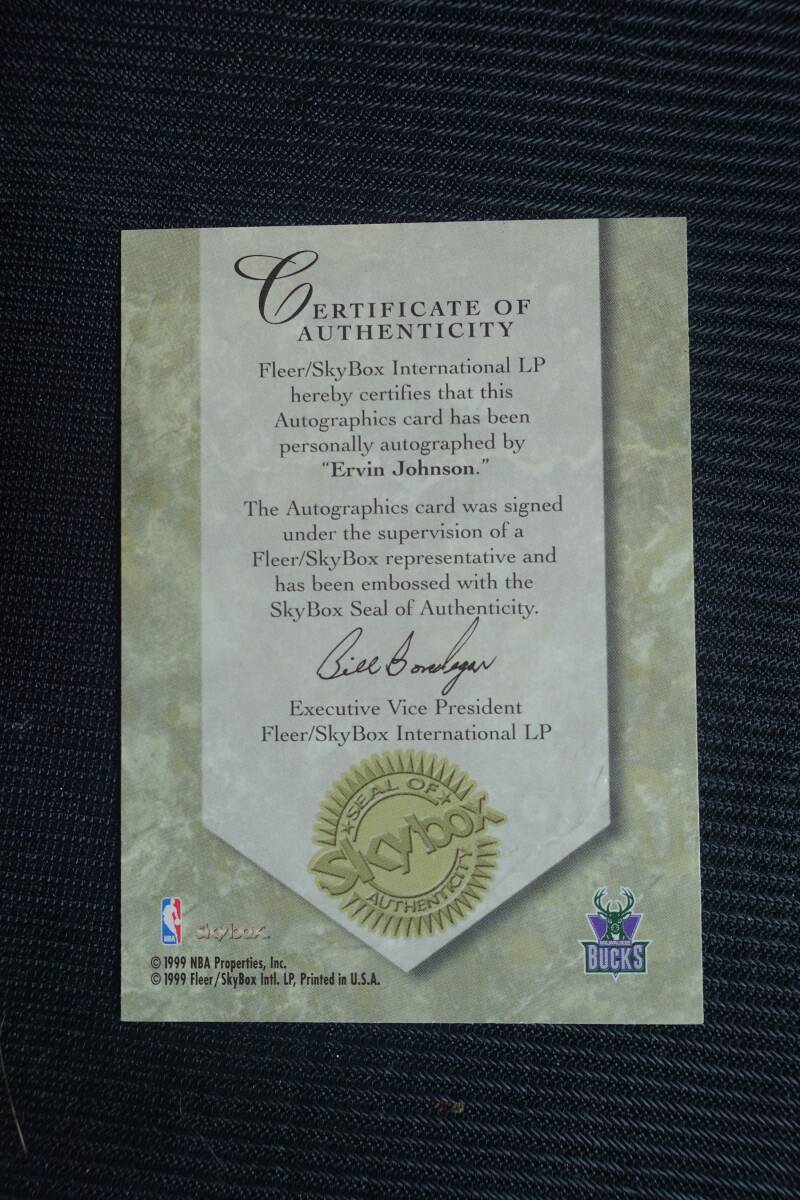 CERTIFICATE OF
AUTHENTICITY
Fleer/SkyBox International LP
hereby certifies that this
Autographics card has been
personally autographed by
“Ervin Johnson.”
The Autographics card was signed
under the supervision of a
Fleer/SkyBox representative and
has been embossed with the
SkyBox Seal of Authenticity.
Executive Vice President
Fleer/SkyBox International LP
SEAL OF
Skybox
AUTHENTICITY
NBA
skybox
MILWAUKEE
BUCKS
© 1999 NBA Properties, Inc.
© 1999 Fleer/SkyBox Intl. LP, Printed in U.S.A.